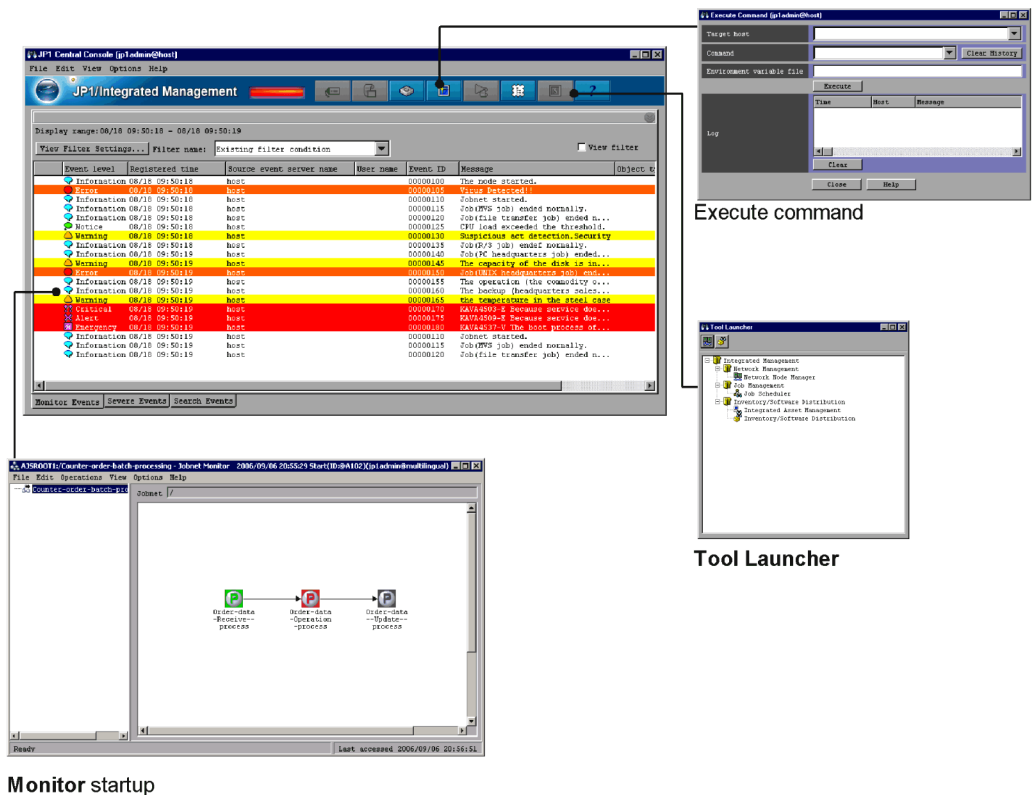 Execute Command (jp1admin@host)
Target host
Command
Clear History
Environment variable file
Execute
Time Host Message
Log
Clear
Close Help
Execute command
JP1 Central Console (jp1admin@host)
File Edit View Options Help
JP1/Integrated Management
?
Display range:08/18 09:50:18 - 08/18 09:50:19
View Filter Settings... Filter name: Existing filter condition View filter
Event level Registered time Source event server name User name Event ID Message Object t
Information 08/18 09:50:18 host 00000100 The node started.
Error 08/18 09:50:18 host 00000105 Virus Detected!!
Information 08/18 09:50:18 host 00000110 Jobnet started.
Information 08/18 09:50:18 host 00000115 Job(MVS job) ended normally.
Information 08/18 09:50:18 host 00000120 Job(file transfer job) ended n...
Notice 08/18 09:50:18 host 00000125 CPU load exceeded the threshold.
Warning 08/18 09:50:18 host 00000130 Suspicious act detection.Security
Information 08/18 09:50:18 host 00000135 Job(R/3 job) endef normally.
Information 08/18 09:50:19 host 00000140 Job(PC headquarters job) ended...
Warning 08/18 09:50:19 host 00000145 The capacity of the disk is in...
Error 08/18 09:50:19 host 00000150 Job(UNIX headquarters job) end...
Information 08/18 09:50:19 host 00000155 The operation (the commodity o...
Information 08/18 09:50:19 host 00000160 The backup (headquarters sales...
Warning 08/18 09:50:19 host 00000165 the temperature in the steel case
Critical 08/18 09:50:19 host 00000170 KAVA4503-E Because service doe...
Alert 08/18 09:50:19 host 00000175 KAVA4509-E Because service doe...
Emergency 08/18 09:50:19 host 00000180 KAVA4537-V The boot process of...
Information 08/18 09:50:19 host 00000110 Jobnet started.
Information 08/18 09:50:19 host 00000115 Job(MVS job) ended normally.
Information 08/18 09:50:19 host 00000120 Job(file transfer job) ended n...
Monitor Events Severe Events Search Events
Tool Launcher
Integrated Management
Network Management
Network Node Manager
Job Management
Job Scheduler
Inventory/Software Distribution
Integrated Asset Management
Inventory/Software Distribution
Tool Launcher
AJSROOT1:/Counter-order-batch-processing - Jobnet Monitor 2006/09/06 20:55:29 Start(ID:@A102)(jp1admin@multilingual)
File Edit Operations View Options Help
Counter-order-batch-pro
Jobnet /
P P P
Order-data Order-data Order-data
-Receive-- -Operation --Update--
process -process process
Ready
Last accessed 2006/09/06 20:56:51
Monitor startup